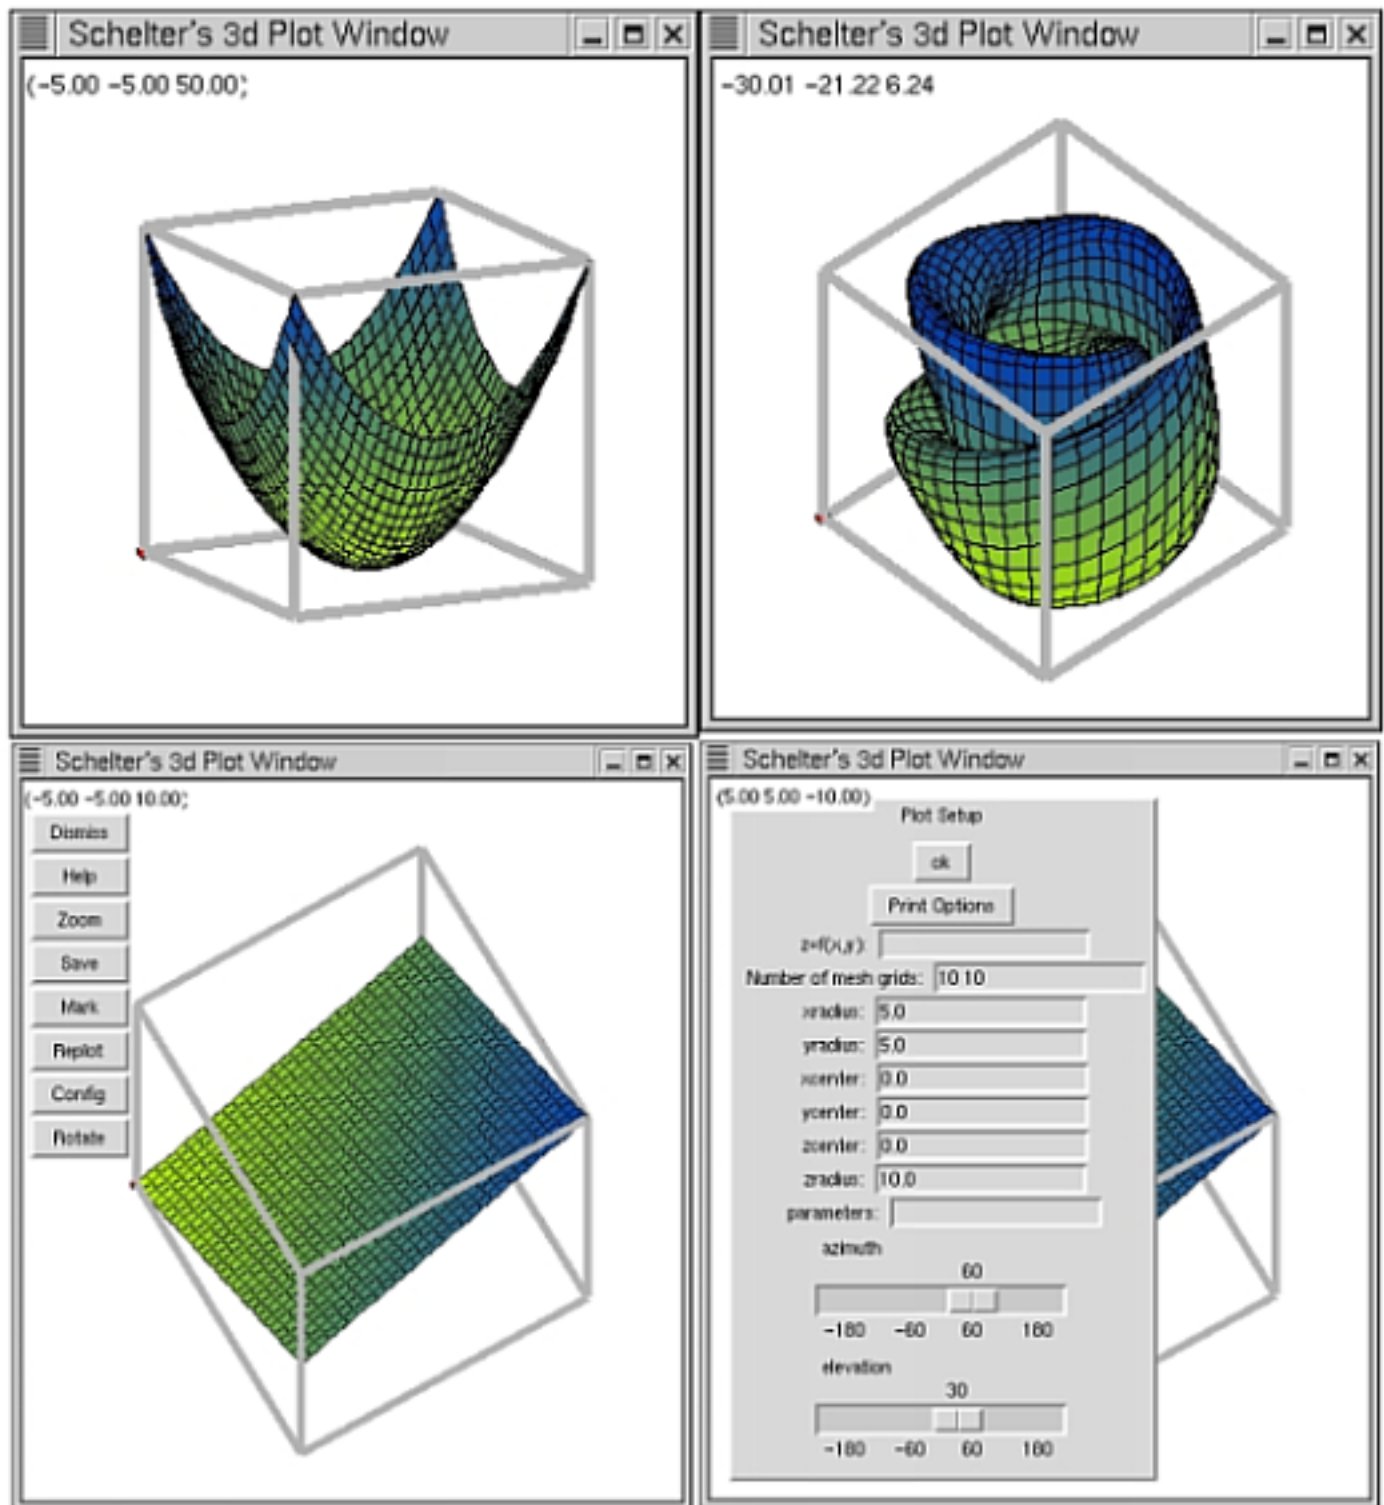 Schelter's 3d Plot Window
(-5.00 -5.00 50.00;
Schelter's 3d Plot Window
-30.01 -21.22 6.24
Schelter's 3d Plot Window
(-5.00 -5.00 10.00;
Dismiss
Help
Zoom
Save
Mark
Replot
Config
Rotate
Schelter's 3d Plot Window
(5.00 5.00 -10.00)
Plot Setup
ok
Print Options
z=f(x,y):
Number of mesh grids: 10 10
xradius: 5.0
yradius: 5.0
xcenter: 0.0
ycenter: 0.0
zcenter: 0.0
zradius: 10.0
parameters:
azimuth
60
-180 -60 60 180
elevation
30
-180 -60 60 180